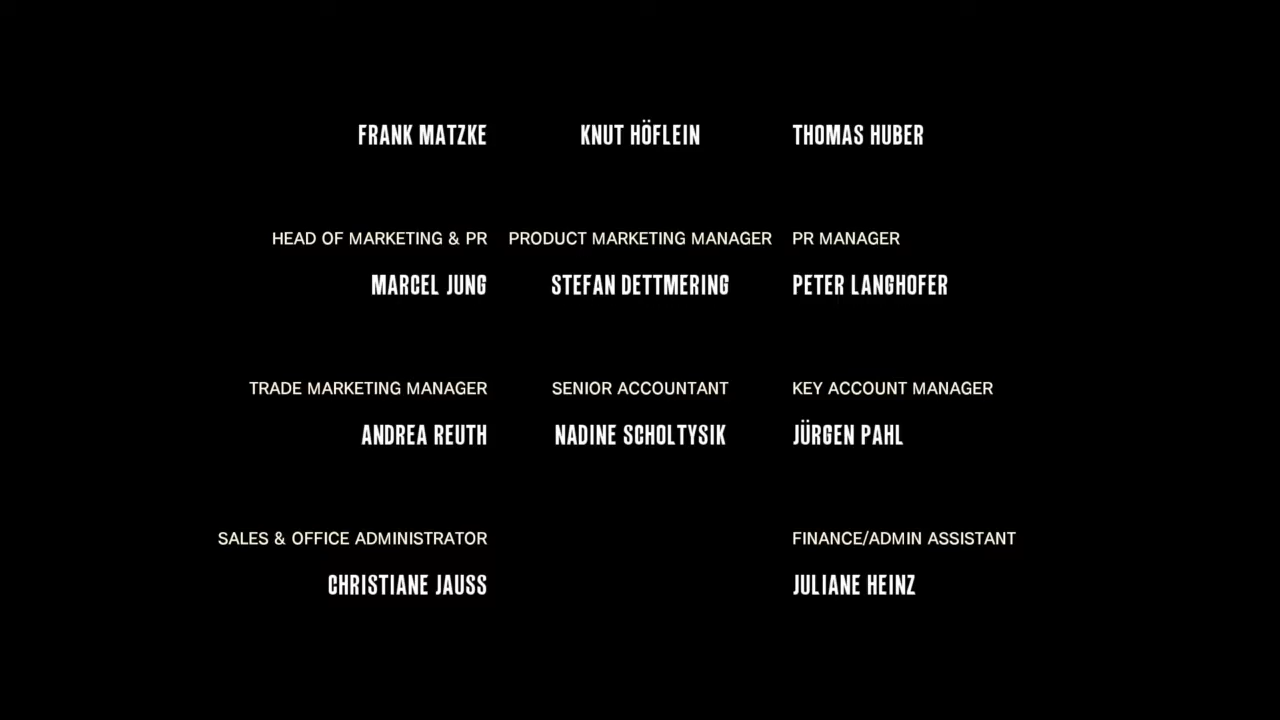 FRANK MATZKE KNUT HÖFLEIN THOMAS HUBER
HEAD OF MARKETING & PR PRODUCT MARKETING MANAGER PR MANAGER
MARCEL JUNG STEFAN DETTMERING PETER LANGHOFER
TRADE MARKETING MANAGER SENIOR ACCOUNTANT KEY ACCOUNT MANAGER
ANDREA REUTH NADINE SCHOLTYSIK JÜRGEN PAHL
SALES & OFFICE ADMINISTRATOR FINANCE/ADMIN ASSISTANT
CHRISTIANE JAUSS JULIANE HEINZ